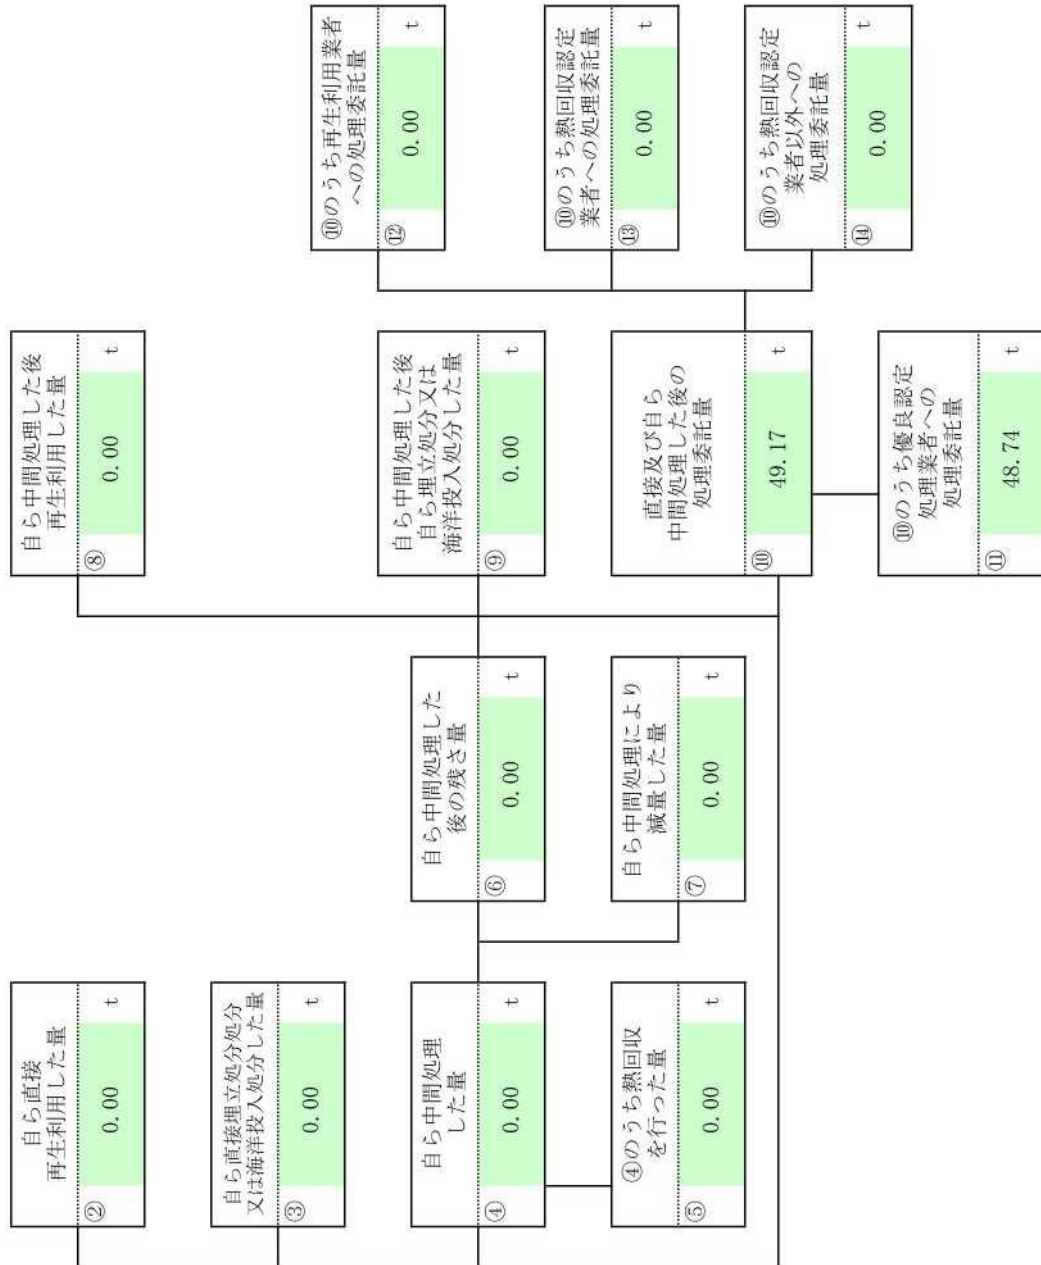 自ら直接
再生利用した量
②
0.00
t
自ら直接埋立処分処分
又は海洋投入処分した量
③
0.00
t
自ら中間処理
した量
④
0.00
t
④のうち熱回収
を行った量
⑤
0.00
t
自ら中間処理した
後の残さ量
⑥
0.00
t
自ら中間処理により
減量した量
⑦
0.00
t
自ら中間処理した後
再生利用した量
⑧
0.00
t
自ら中間処理した後
自ら埋立処分又は
海洋投入処分した量
⑨
0.00
t
直接及び自ら
中間処理した後の
処理委託量
⑩
49.17
t
⑩のうち優良認定
処理業者への
処理委託量
⑪
48.74
t
⑩のうち再生利用業者
への処理委託量
⑫
0.00
t
⑩のうち熱回収認定
業者への処理委託量
⑬
0.00
t
⑩のうち熱回収認定
業者以外への
処理委託量
⑭
0.00
t